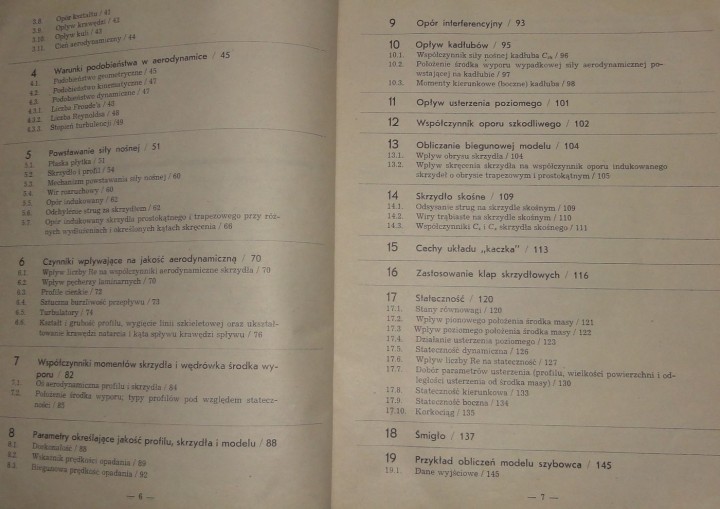 3.8. Opór kształtu / 41
3.9. Opływ krawędzi / 42
3.10. Opływ kuli / 43
3.11. Cień aerodynamiczny / 44
4 Warunki podobieństwa w aerodynamice / 45
4.1. Podobieństwo geometryczne / 45
4.2. Podobieństwo kinematyczne / 47
4.3. Podobieństwo dynamiczne / 47
4.3.1. Liczba Froude'a / 48
4.3.2. Liczba Reynoldsa / 48
4.3.3. Stopień turbulencji / 49
5 Powstawanie siły nośnej / 51
5.1. Płaska płytka / 51
5.2. Skrzydło i profil / 54
5.3. Mechanizm powstawania siły nośnej / 60
5.4. Wir rozruchowy / 60
5.5. Opór indukowany / 62
5.6. Odchylenie strug za skrzydłem / 62
5.7. Opór indukowany skrzydła prostokątnego i trapezowego przy róż-
nych wydłużeniach i określonych kątach skręcenia / 66
6 Czynniki wpływające na jakość aerodynamiczną / 70
6.1. Wpływ liczby Re na współczynniki aerodynamiczne skrzydła / 70
6.2. Wpływ pęcherzy laminarnych / 70
6.3. Profile cienkie / 72
6.4. Sztuczna burzliwość przepływu / 73
6.5. Turbulatory / 74
6.6. Kształt i grubość profilu, wygięcie linii szkieletowej oraz ukształ-
towanie krawędzi natarcia i kąta spływu krawędzi spływu / 76
7 Współczynniki momentów skrzydła i wędrówka środka wy-
poru / 82
7.1. Oś aerodynamiczna profilu i skrzydła / 84
7.2. Położenie środka wyporu; typy profilów pod względem statecz-
ności / 85
8 Parametry określające jakość profilu, skrzydła i modelu / 88
8.1. Doskonałość / 88
8.2. Wskaźnik prędkości opadania / 89
8.3. Biegunowa prędkość opadania / 92
— 6 —
9 Opór interferencyjny / 93
10 Opływ kadłubów / 95
10.1. Współczynnik siły nośnej kadłuba / 96
10.2. Położenie środka wyporu wypadkowej siły aerodynamicznej po-
wstającej na kadłubie / 97
10.3. Momenty kierunkowe (boczne) kadłuba / 98
11 Opływ usterzenia poziomego / 101
12 Współczynnik oporu szkodliwego / 102
13 Obliczanie biegunowej modelu / 104
13.1. Wpływ obrysu skrzydła / 104
13.2. Wpływ skręcenia skrzydła na współczynnik oporu indukowanego
skrzydeł o obrysie trapezowym i prostokątnym / 105
14 Skrzydło skośne / 109
14.1. Odsysanie strug na skrzydle skośnym / 109
14.2. Wiry trąbiaste na skrzydle skośnym / 110
14.3. Współczynniki Cz i Cx skrzydła skośnego / 111
15 Cechy układu „kaczka" / 113
16 Zastosowanie klap skrzydłowych / 116
17 Stateczność / 120
17.1. Stany równowagi / 120
17.2. Wpływ pionowego położenia środka masy / 121
17.3. Wpływ poziomego położenia środka masy / 122
17.4. Działanie usterzenia poziomego / 123
17.5. Stateczność dynamiczna / 126
17.6. Wpływ liczby Re na stateczność / 127
17.7. Dobór parametrów usterzenia (profilu, wielkości powierzchni i od-
ległości usterzenia od środka masy) / 130
17.8. Stateczność kierunkowa / 133
17.9. Stateczność boczna / 134
17.10. Korkociąg / 135
18 Śmigło / 137
19 Przykład obliczeń modelu szybowca / 145
19.1. Dane wyjściowe / 145
— 7 —